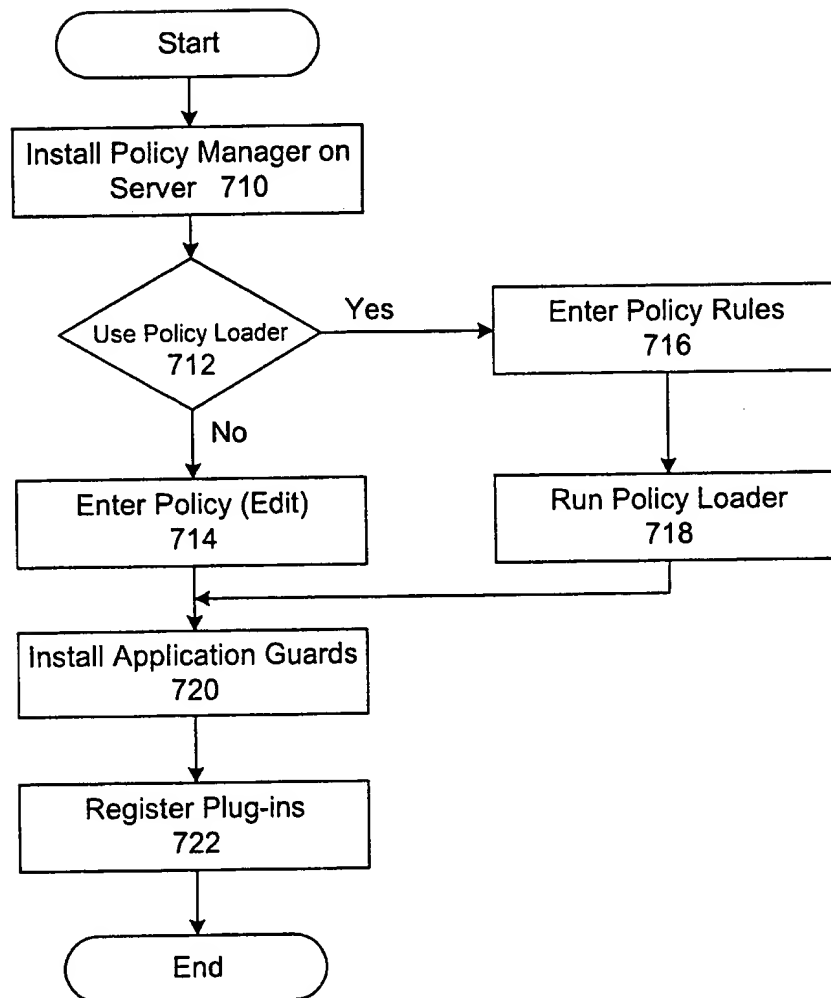 Start
Install Policy Manager on
Server 710
Use Policy Loader
712
Yes
No
Enter Policy Rules
716
Enter Policy (Edit)
714
Run Policy Loader
718
Install Application Guards
720
Register Plug-ins
722
End